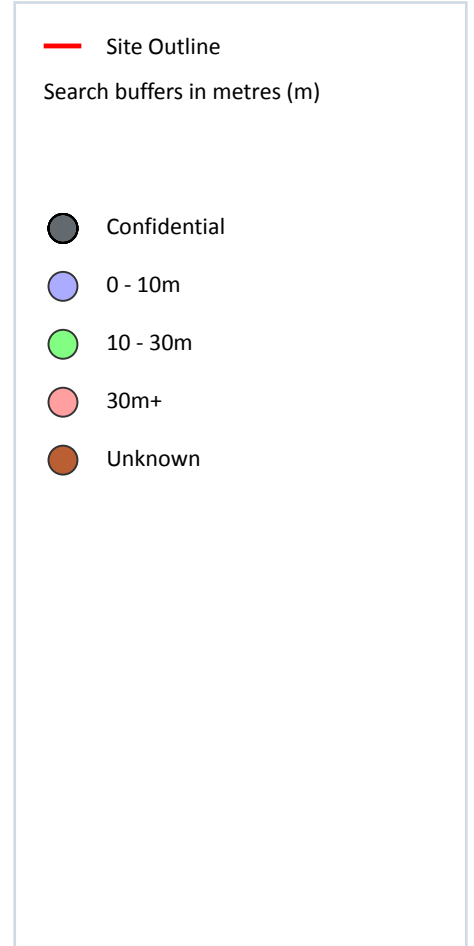 Site Outline
Search buffers in metres (m)
Confidential
0 - 10m
10 - 30m
30m+
Unknown